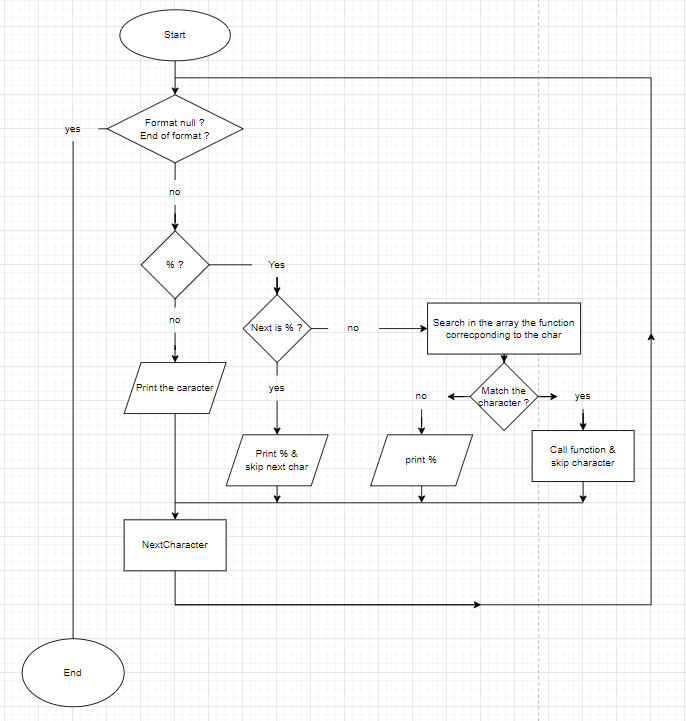 Start
Format null ?
End of format ?
yes
no
% ?
Yes
no
Next is % ?
no
Search in the array the function
correcponding to the char
Print the caracter
yes
no
Match the
character ?
yes
Print % &
skip next char
print %
Call function &
skip character
NextCharacter
End